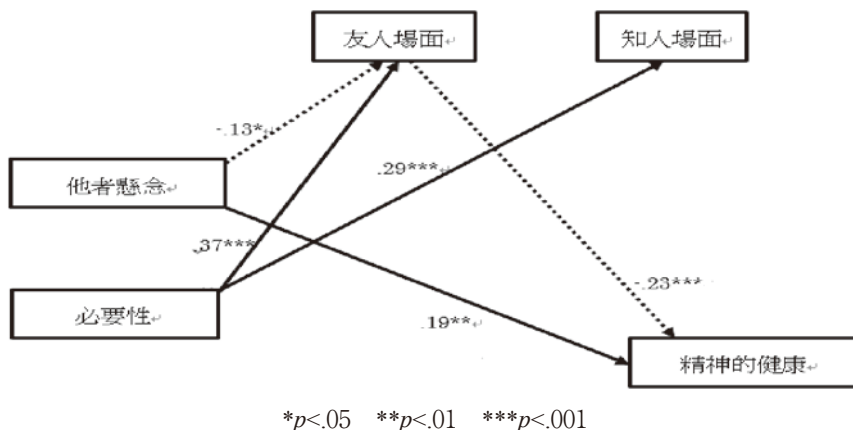 友人場面
知人場面
-.13*
.29***
他者懸念
.37***
-.23***
必要性
.19**
精神的健康
*p<.05 **p<.01 ***p<.001